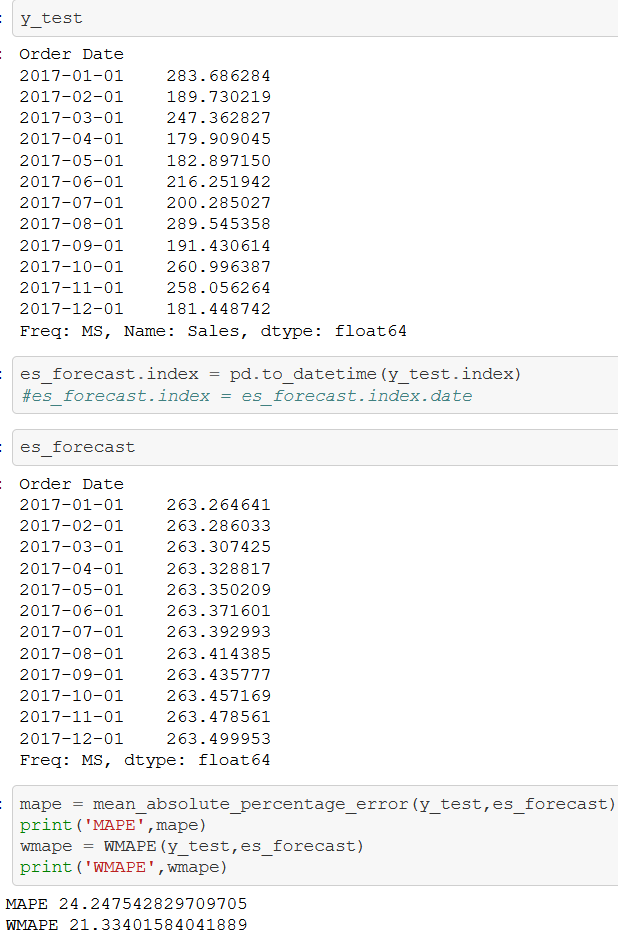 y_test
Order Date
2017-01-01    283.686284
2017-02-01    189.730219
2017-03-01    247.362827
2017-04-01    179.909045
2017-05-01    182.897150
2017-06-01    216.251942
2017-07-01    200.285027
2017-08-01    289.545358
2017-09-01    191.430614
2017-10-01    260.996387
2017-11-01    258.056264
2017-12-01    181.448742
Freq: MS, Name: Sales, dtype: float64
es_forecast.index = pd.to_datetime(y_test.index)
#es_forecast.index = es_forecast.index.date
es_forecast
Order Date
2017-01-01    263.264641
2017-02-01    263.286033
2017-03-01    263.307425
2017-04-01    263.328817
2017-05-01    263.350209
2017-06-01    263.371601
2017-07-01    263.392993
2017-08-01    263.414385
2017-09-01    263.435777
2017-10-01    263.457169
2017-11-01    263.478561
2017-12-01    263.499953
Freq: MS, dtype: float64
mape = mean_absolute_percentage_error(y_test,es_forecast)
print('MAPE',mape)
wmape = WMAPE(y_test,es_forecast)
print('WMAPE',wmape)
MAPE 24.247542829709705
WMAPE 21.33401584041889